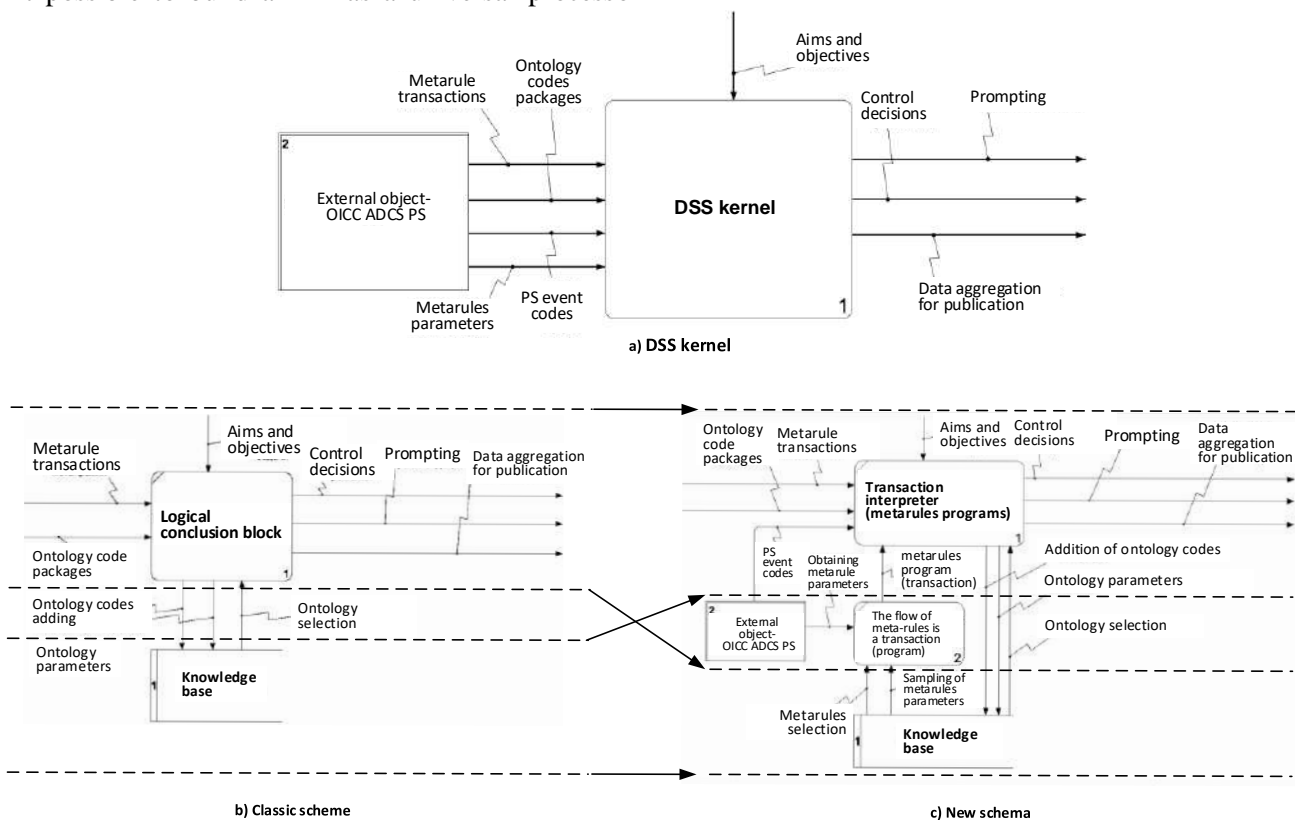 Aims and
objectives
Ontology
codes
packages
Metarule
transactions
Control
decisions
Prompting
2
External object-
OICC ADCS PS
DSS kernel
1
Metarules
parameters
PS event
codes
Data aggregation
for publication
a) DSS kernel
Metarule
transactions
Aims and
objectives
Control
decisions
Prompting
Data aggregation
for publication
Logical
conclusion block
1
Ontology code
packages
Ontology codes
adding
Ontology
selection
Ontology
parameters
1
Knowledge
base
b) Classic scheme
Ontology
code
packages
Metarule
transactions
Aims and
objectives
Control
decisions
Prompting
Data
aggregation
for publication
Transaction
interpreter
(metarules programs)
1
PS
event
codes
Obtaining
metarule
parameters
metarules
program
(transaction)
Addition of ontology codes
Ontology parameters
Ontology selection
2
External
object-
OICC ADCS PS
The flow of
meta-rules is
a transaction
(program)
2
Metarules
selection
Sampling of
metarules
parameters
1
Knowledge
base
c) New schema